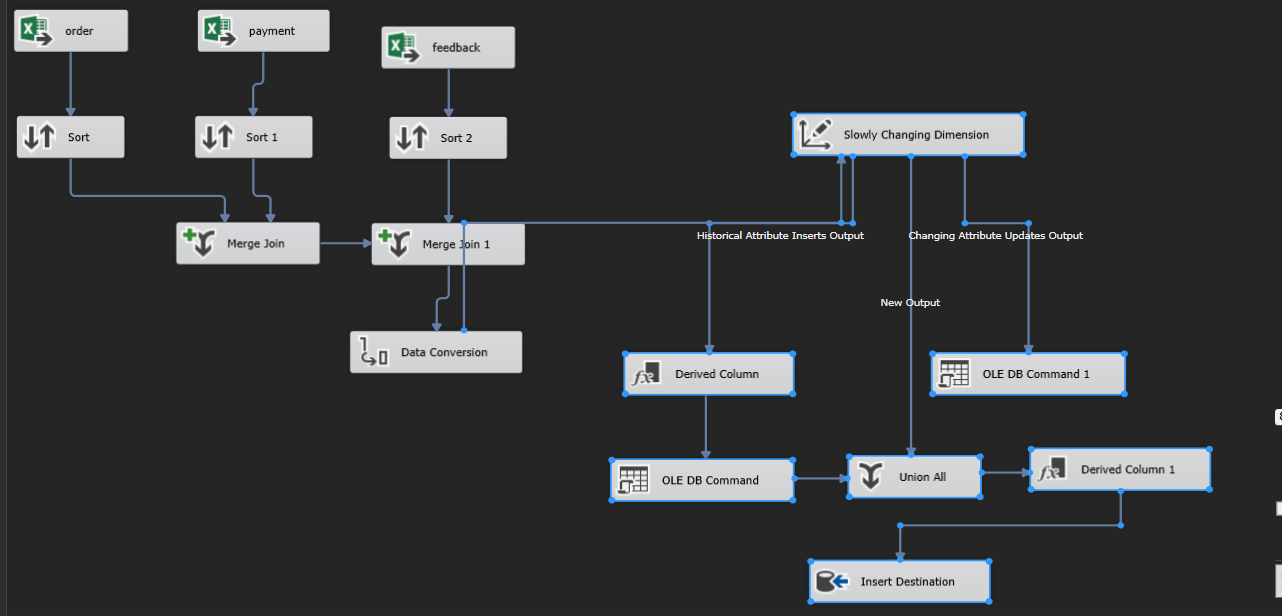 order
payment
feedback
Sort
Sort 1
Sort 2
Slowly Changing Dimension
Merge Join
Merge Join 1
Historical Attribute Inserts Output
Changing Attribute Updates Output
New Output
Data Conversion
Derived Column
OLE DB Command 1
OLE DB Command
Union All
Derived Column 1
Insert Destination